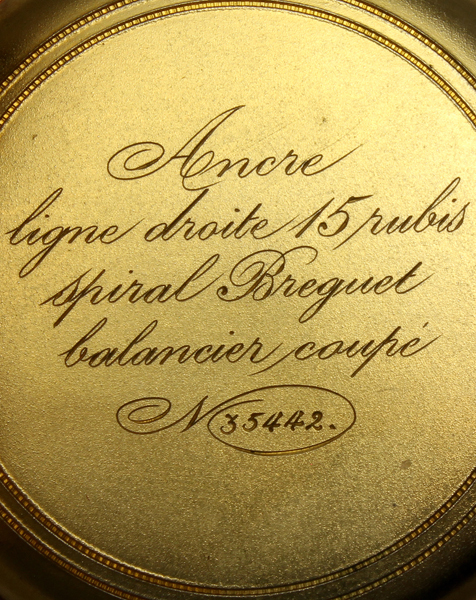 Ancre
ligne droite 15 rubis
spiral Breguet
balancier coupé
N 35442.